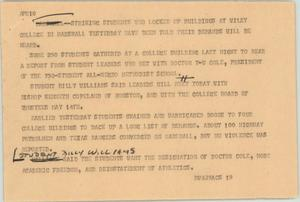 STRIKING STUDENTS WHO LOCKED UP BUILDINGS AT WILEY
COLLEGE IN MARSHALL YESTERDAY HAVE BEEN TOLD THEIR DEMANDS WILL BE
HEARD.
SOME 350 STUDENTS GATHERED AT A COLLEGE BUILDING LAST NIGHT TO HEAR
A REPORT FROM STUDENT LEADERS WHO MET WITH DOCTOR T-W COLE, PRESIDENT
OF THE 750-STUDENT ALL-NEGRO METHODIST SCHOOL.
STUDENT BILLY WILLIAMS SAID LEADERS WILL MEET TODAY WITH
BISHOP KENNETH COPELAND OF HOUSTON, AND WITH THE COLLEGE BOARD OF
TRUSTEES MAY 14TH.
EARLIER YESTERDAY STUDENTS CHAINED AND BARRICADED DOORS TO FOUR
COLLEGE BUILDINGS TO BACK UP A LONG LIST OF DEMANDS. ABOUT 100 HIGHWAY
PATROLMEN AND TEXAS RANGERS CONVERGED ON MARSHALL, BUT NO VIOLENCE WAS
REPORTED.
STUDENT BILLY WILLIAMS
SAID THE STUDENTS WANT THE RESIGNATION OF DOCTOR COLE, MORE
ACADEMIC FREEDOM, AND REINSTATEMENT OF ATHLETICS.